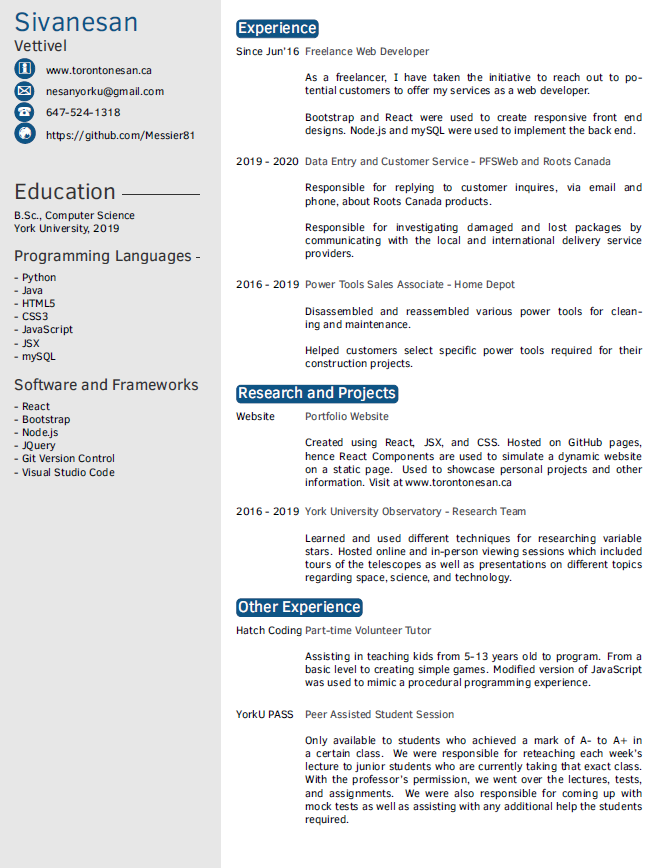 Sivanesan
Vettivel
www.torontonesan.ca
nesanyorku@gmail.com
647-524-1318
https://github.com/Messier81
Education
B.Sc., Computer Science
York University, 2019
Programming Languages
- Python
- Java
- HTML5
- CSS3
- JavaScript
- JSX
- mySQL
Software and Frameworks
- React
- Bootstrap
- Node.js
- JQuery
- Git Version Control
- Visual Studio Code
Experience
Since Jun'16 Freelance Web Developer
As a freelancer, I have taken the initiative to reach out to po-
tential customers to offer my services as a web developer.
Bootstrap and React were used to create responsive front end
designs. Node.js and mySQL were used to implement the back end.
2019 - 2020 Data Entry and Customer Service - PFSWeb and Roots Canada
Responsible for replying to customer inquires, via email and
phone, about Roots Canada products.
Responsible for investigating damaged and lost packages by
communicating with the local and international delivery service
providers.
2016 - 2019 Power Tools Sales Associate - Home Depot
Disassembled and reassembled various power tools for clean-
ing and maintenance.
Helped customers select specific power tools required for their
construction projects.
Research and Projects
Website Portfolio Website
Created using React, JSX, and CSS. Hosted on GitHub pages,
hence React Components are used to simulate a dynamic website
on a static page. Used to showcase personal projects and other
information. Visit at www.torontonesan.ca
2016 - 2019 York University Observatory - Research Team
Learned and used different techniques for researching variable
stars. Hosted online and in-person viewing sessions which included
tours of the telescopes as well as presentations on different topics
regarding space, science, and technology.
Other Experience
Hatch Coding Part-time Volunteer Tutor
Assisting in teaching kids from 5-13 years old to program. From a
basic level to creating simple games. Modified version of JavaScript
was used to mimic a procedural programming experience.
YorkU PASS Peer Assisted Student Session
Only available to students who achieved a mark of A- to A+ in
a certain class. We were responsible for reteaching each week's
lecture to junior students who are currently taking that exact class.
With the professor's permission, we went over the lectures, tests,
and assignments. We were also responsible for coming up with
mock tests as well as assisting with any additional help the students
required.